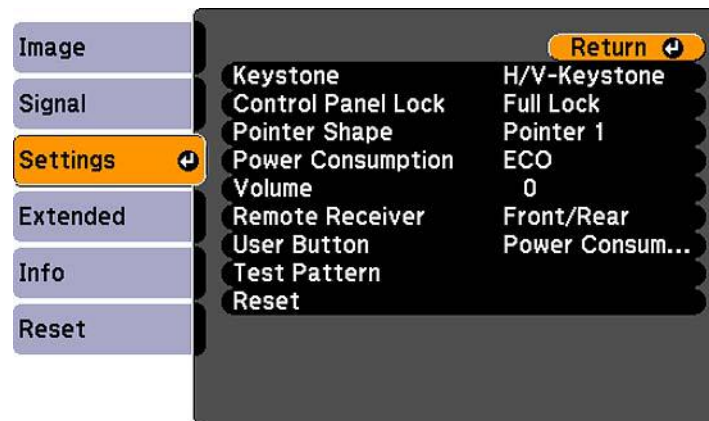 Image
Signal
Settings
Extended
Info
Reset
Return
Keystone H/V-Keystone
Control Panel Lock Full Lock
Pointer Shape Pointer 1
Power Consumption ECO
Volume 0
Remote Receiver Front/Rear
User Button Power Consum...
Test Pattern
Reset